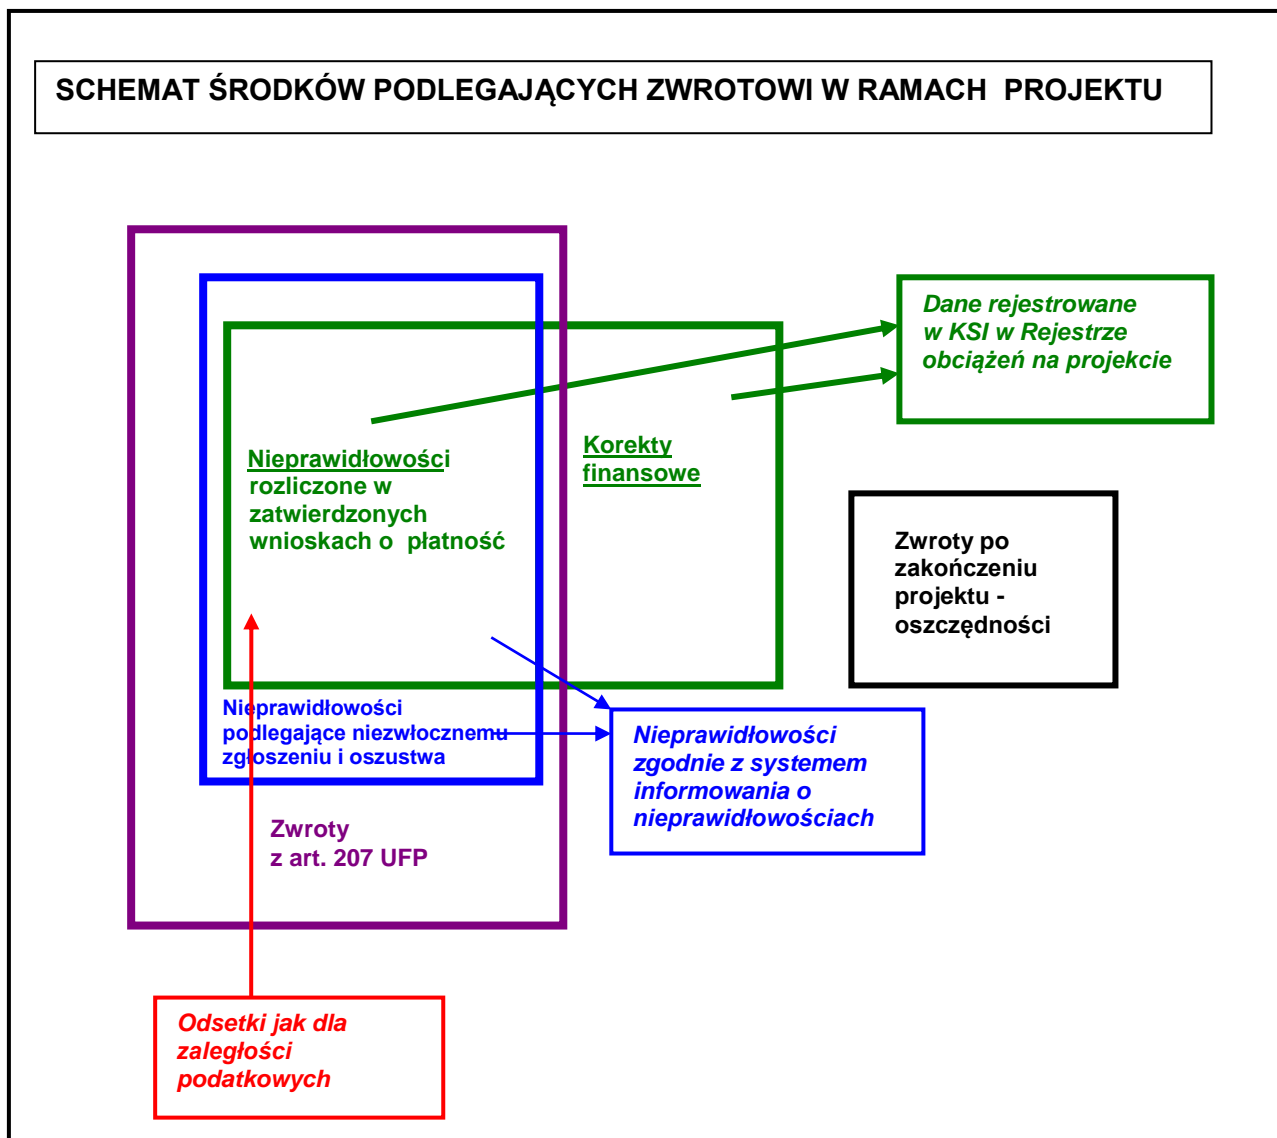 SCHEMAT ŚRODKÓW PODLEGAJĄCYCH ZWROTOWI W RAMACH PROJEKTU
Dane rejestrowane
w KSI w Rejestrze
obciążeń na projekcie
Nieprawidłowości
rozliczone w
zatwierdzonych
wnioskach o płatność
Korekty
finansowe
Zwroty po
zakończeniu
projektu -
oszczędności
Nieprawidłowości
podlegające niezwłocznemu
zgłoszeniu i oszustwa
Nieprawidłowości
zgodnie z systemem
informowania o
nieprawidłowościach
Zwroty
z art. 207 UFP
Odsetki jak dla
zaległości
podatkowych